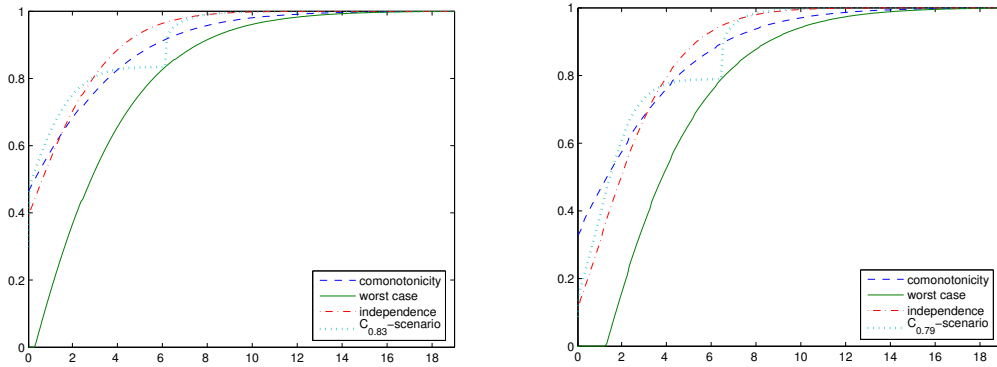 1
0.8
0.6
0.4
0.2
0
0 2 4 6 8 10 12 14 16 18
comonotonicity
worst case
independence
C0.83−scenario
1
0.8
0.6
0.4
0.2
0
0 2 4 6 8 10 12 14 16 18
comonotonicity
worst case
independence
C0.79−scenario